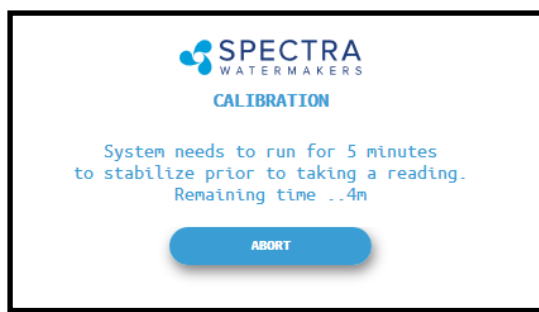 SPECTRA
WATERMAKERS
CALIBRATION
System needs to run for 5 minutes
to stabilize prior to taking a reading.
Remaining time ..4m
ABORT